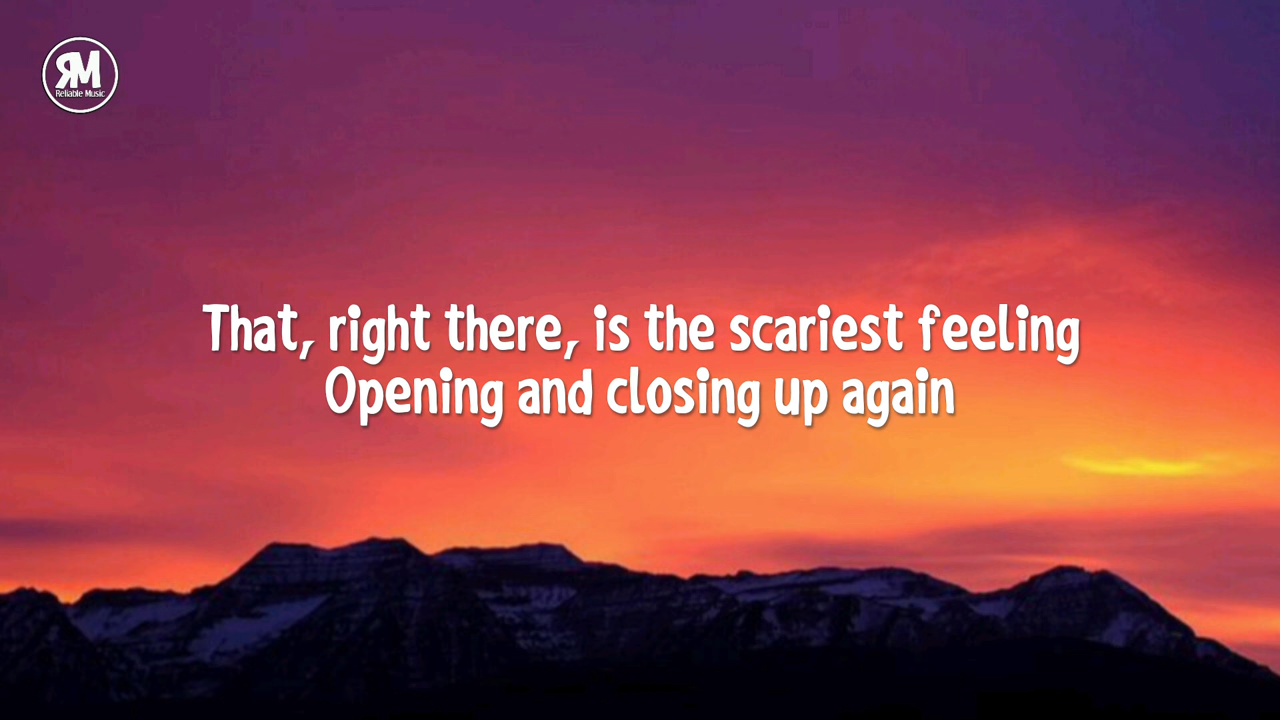 RM
Reliable Music
That, right there, is the scariest feeling
Opening and closing up again